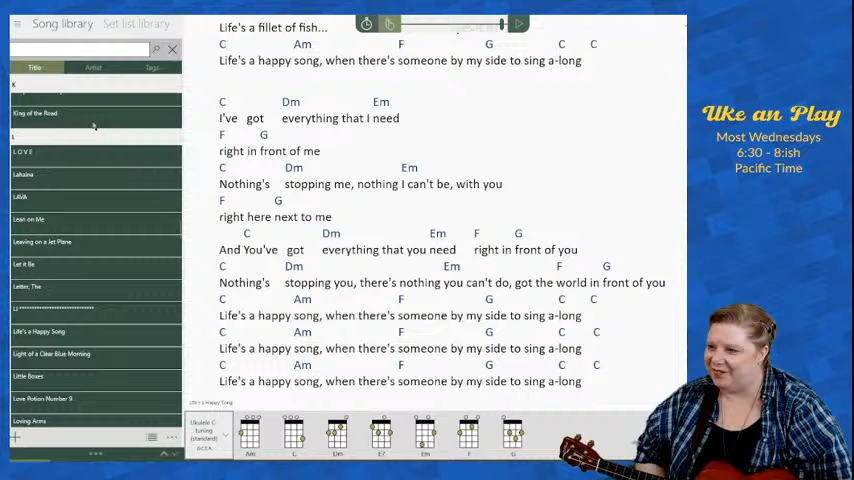 Song library Set list library
Title Artist Tags
K
King of the Road
L
L O V E
Lahaina
LAVA
Lean on Me
Leaving on a Jet Plane
Let it Be
Letter, The
Life's a Happy Song
Light of a Clear Blue Morning
Little Boxes
Love Potion Number 9
Loving Arms
Life's a fillet of fish...
C Am F G C C
Life's a happy song, when there's someone by my side to sing a-long
C Dm Em
I've got everything that I need
F G
right in front of me
C Dm Em
Nothing's stopping me, nothing I can't be, with you
F G
right here next to me
C Dm Em F G
And You've got everything that you need right in front of you
C Dm Em F G
Nothing's stopping you, there's nothing you can't do, got the world in front of you
C Am F G C C
Life's a happy song, when there's someone by my side to sing a-long
C Am F G C C
Life's a happy song, when there's someone by my side to sing a-long
C Am F G C C
Life's a happy song, when there's someone by my side to sing a-long
Life's a Happy Song
Ukulele C
tuning
(standard)
GCEA
Am C Dm E7 Em F G
Uke an Play
Most Wednesdays
6:30 - 8:ish
Pacific Time